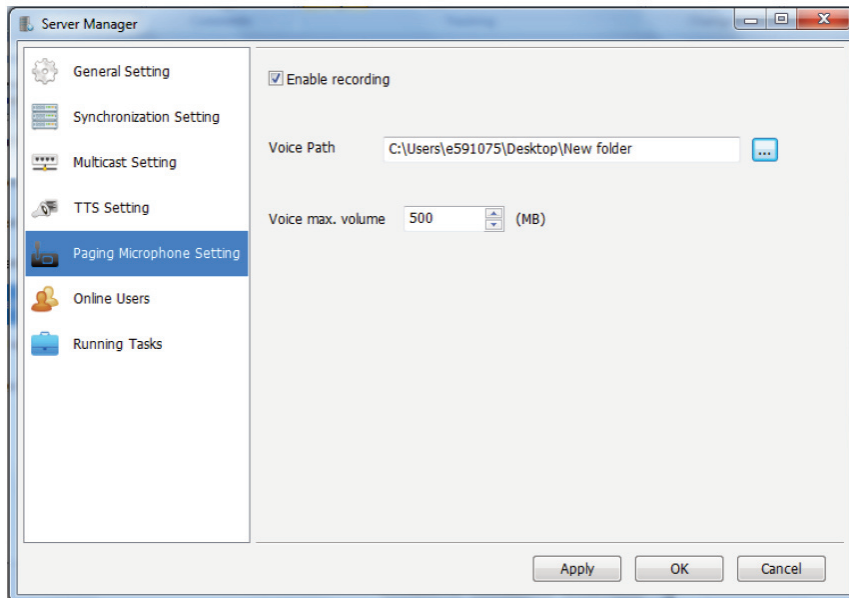 Server Manager
General Setting
Synchronization Setting
Multicast Setting
TTS Setting
Paging Microphone Setting
Online Users
Running Tasks
Enable recording
Voice Path C:\Users\e591075\Desktop\New folder ...
Voice max. volume 500 (MB)
Apply OK Cancel